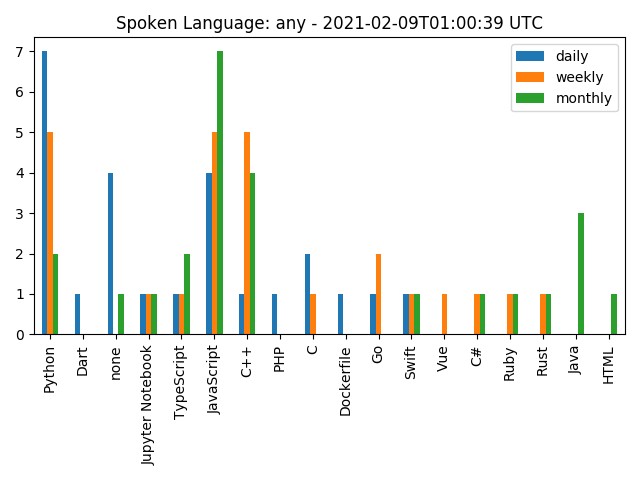 Spoken Language: any - 2021-02-09T01:00:39 UTC
daily
weekly
monthly
7
6
5
4
3
2
1
0
Python
Dart
none
Jupyter Notebook
TypeScript
JavaScript
C++
PHP
C
Dockerfile
Go
Swift
Vue
C#
Ruby
Rust
Java
HTML